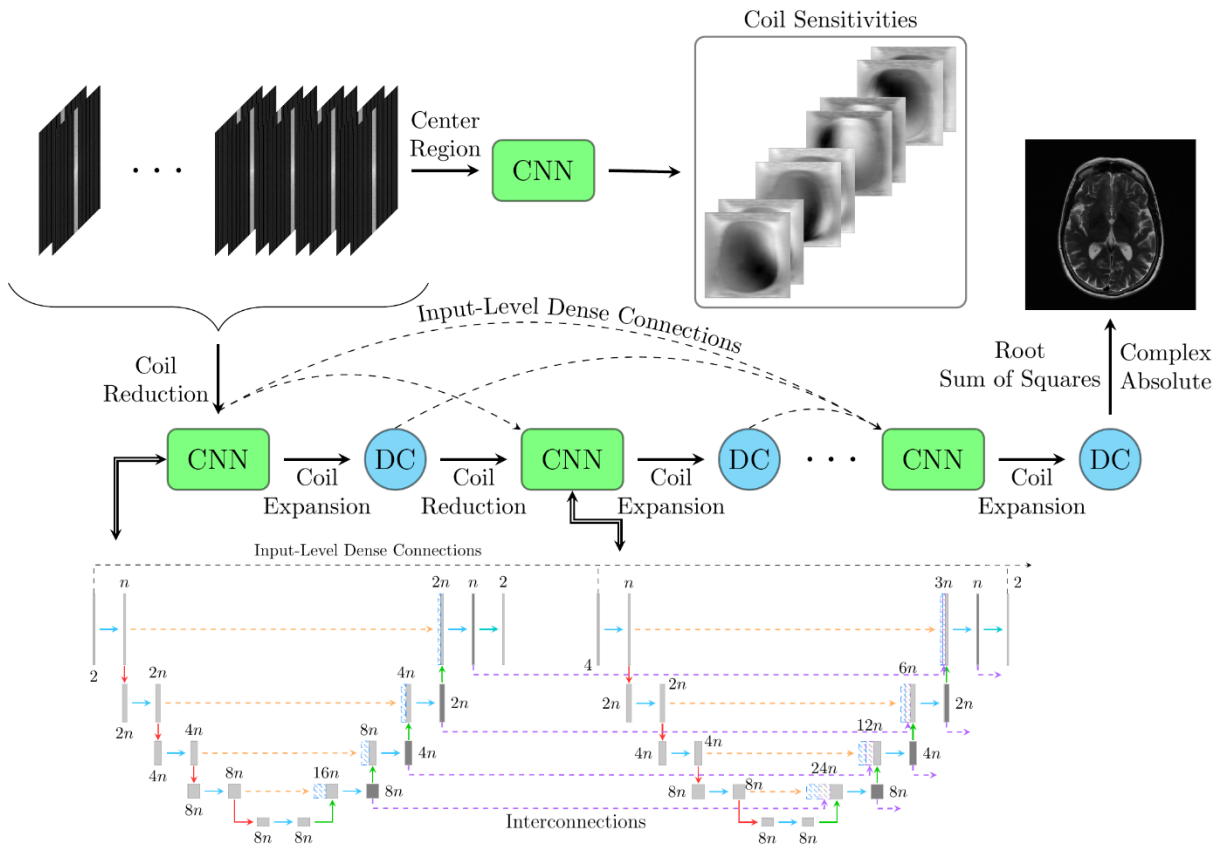 Coil Sensitivities
Center
Region
CNN
Input-Level Dense Connections
Coil
Reduction
Root
Sum of Squares
Complex
Absolute
CNN
Coil
Expansion
DC
Coil
Reduction
CNN
Coil
Expansion
DC
CNN
Coil
Expansion
DC
Input-Level Dense Connections
n 2n n 2 n 3n n 2
2 4
2n 4n 2n 6n
2n 2n 2n 2n
4n 8n 4n 12n
4n 4n 4n 4n
8n 16n 8n 24n
8n 8n 8n 8n
Interconnections
8n 8n 8n 8n